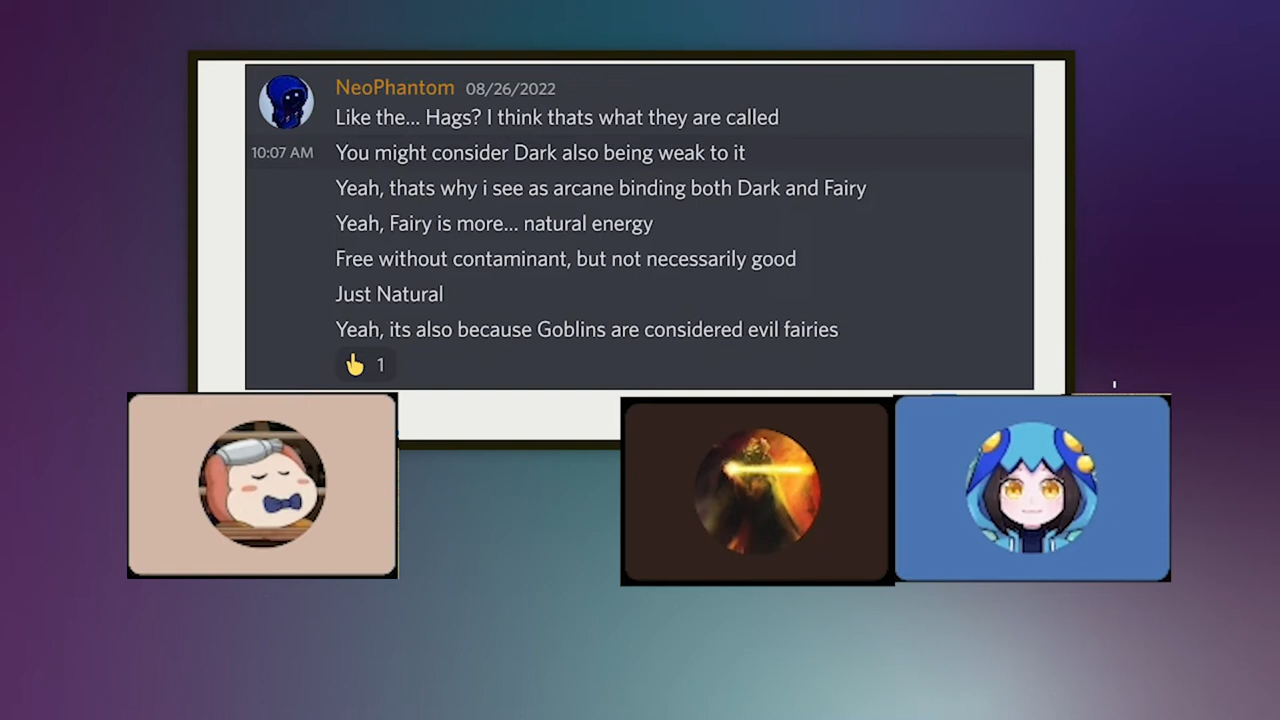 NeoPhantom 08/26/2022
Like the... Hags? I think thats what they are called
10:07 AM You might consider Dark also being weak to it
Yeah, thats why i see as arcane binding both Dark and Fairy
Yeah, Fairy is more... natural energy
Free without contaminant, but not necessarily good
Just Natural
Yeah, its also because Goblins are considered evil fairies
1